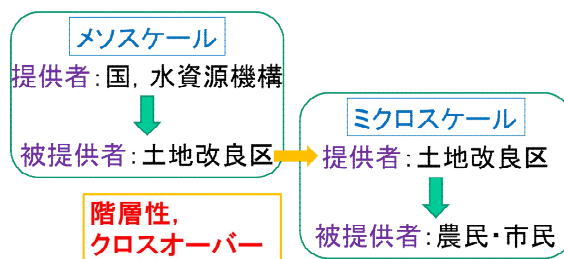 メソスケール
提供者：国，水資源機構
被提供者：土地改良区
ミクロスケール
提供者：土地改良区
被提供者：農民・市民
階層性，
クロスオーバー